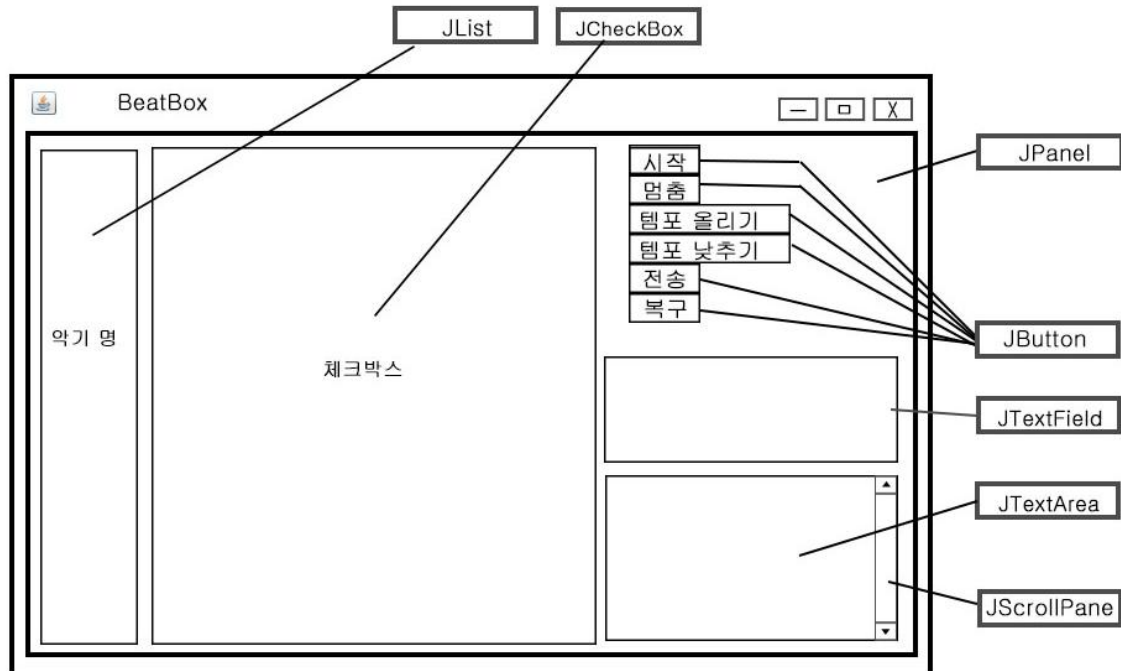 JList
JCheckBox
BeatBox
X
시작
멈춤
템포 올리기
템포 낮추기
전송
복구
악기 명
체크박스
JPanel
JButton
JTextField
JTextArea
JScrollPane